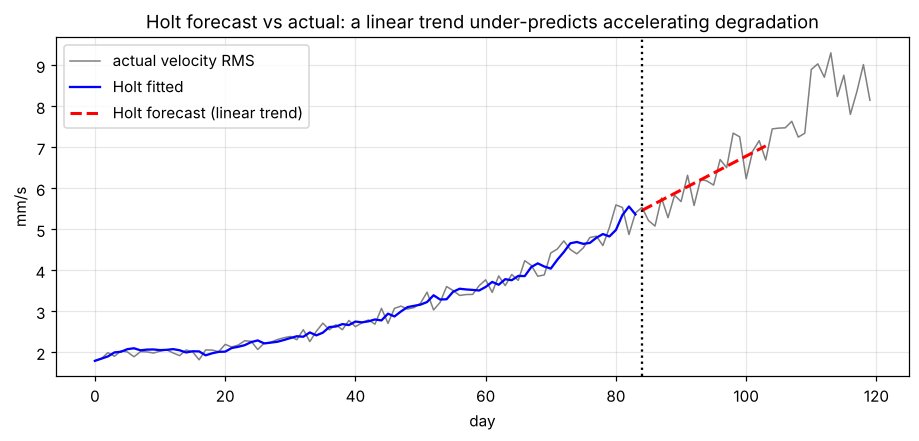 Holt forecast vs actual: a linear trend under-predicts accelerating degradation
actual velocity RMS
Holt fitted
Holt forecast (linear trend)
mm/s
9
8
7
6
5
4
3
2
0 20 40 60 80 100 120
day